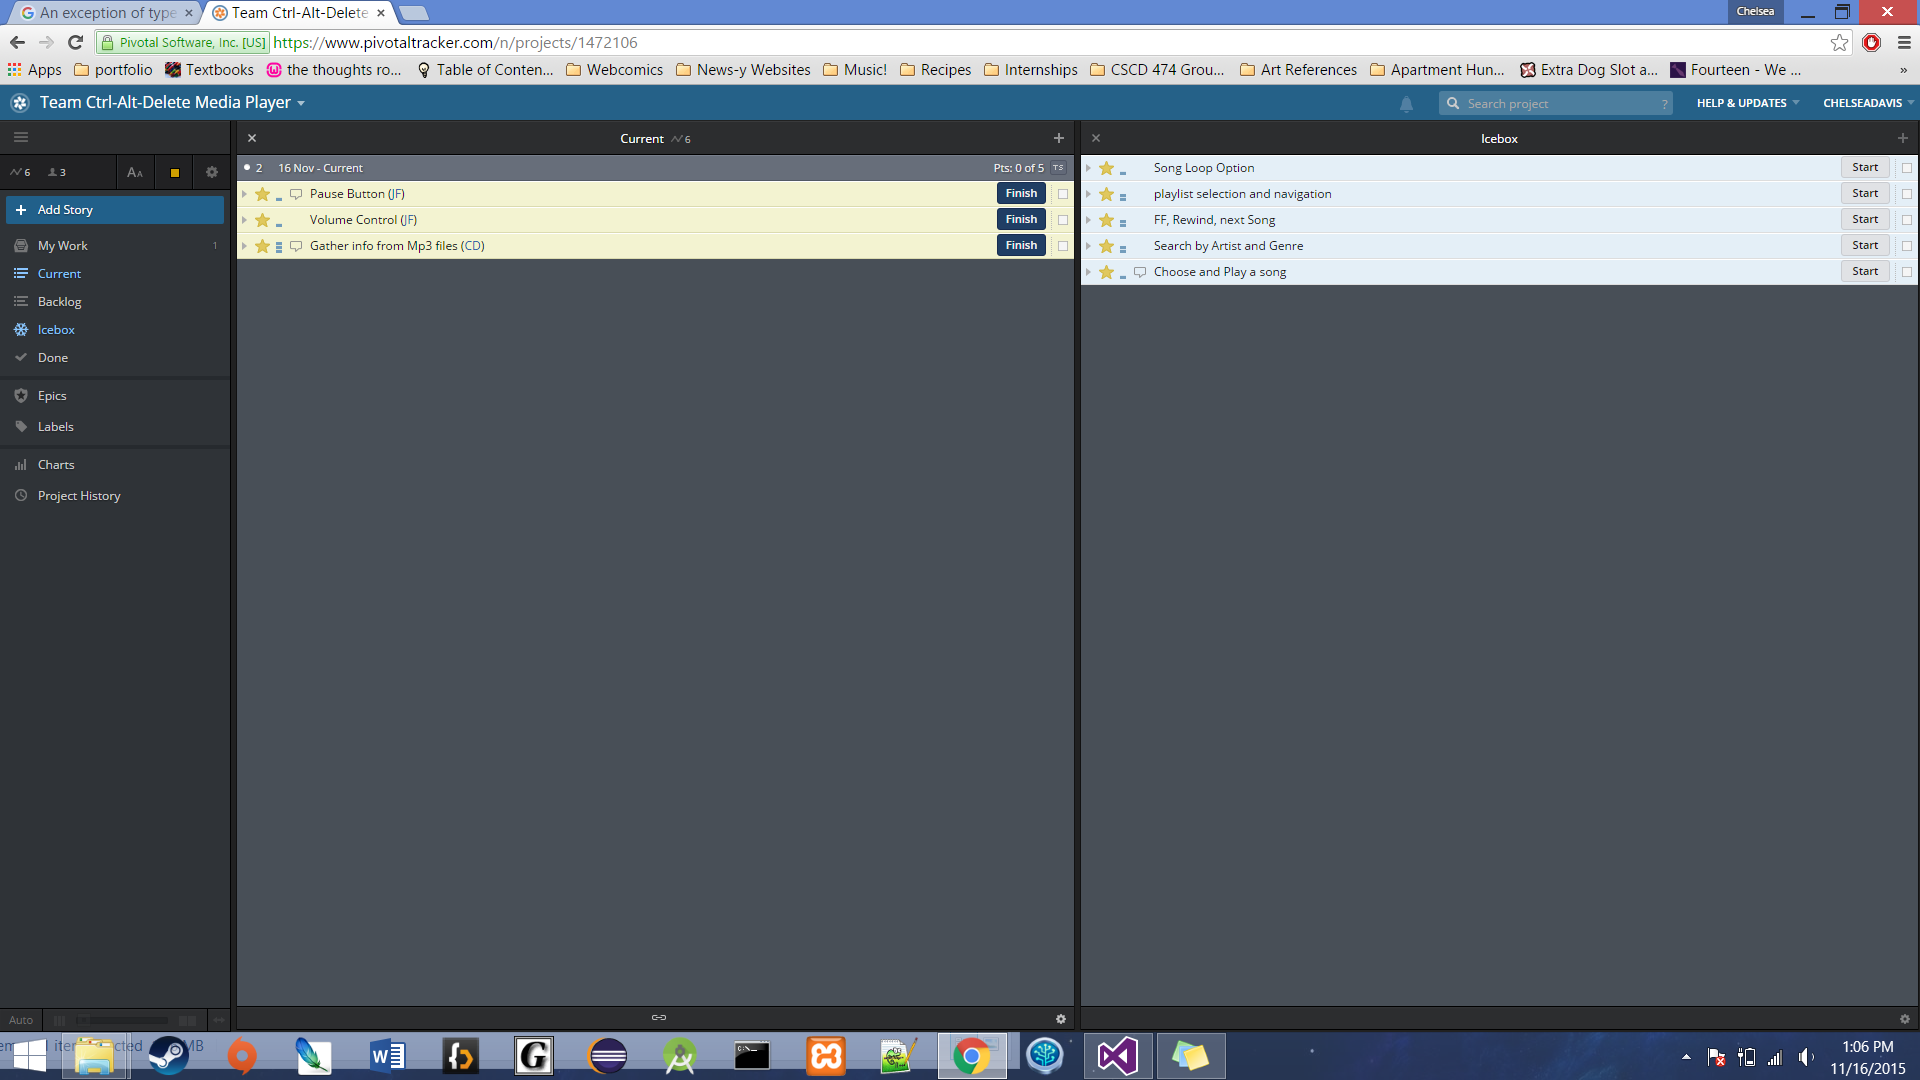 An exception of type
Team Ctrl-Alt-Delete
Chelsea
Pivotal Software, Inc. [US] https://www.pivotaltracker.com/n/projects/1472106
Apps portfolio Textbooks the thoughts ro... Table of Conten... Webcomics News-y Websites Music! Recipes Internships CSCD 474 Grou... Art References Apartment Hun... Extra Dog Slot a... Fourteen - We ... »
Team Ctrl-Alt-Delete Media Player
Search project ?
HELP & UPDATES
CHELSEADAVIS
6 3 AA
Add Story
My Work 1
Current
Backlog
Icebox
Done
Epics
Labels
Charts
Project History
Auto
Current 6
2 16 Nov - Current Pts: 0 of 5 TS
Pause Button (JF) Finish
Volume Control (JF) Finish
Gather info from Mp3 files (CD) Finish
Icebox
Song Loop Option Start
playlist selection and navigation Start
FF, Rewind, next Song Start
Search by Artist and Genre Start
Choose and Play a song Start
1:06 PM
11/16/2015